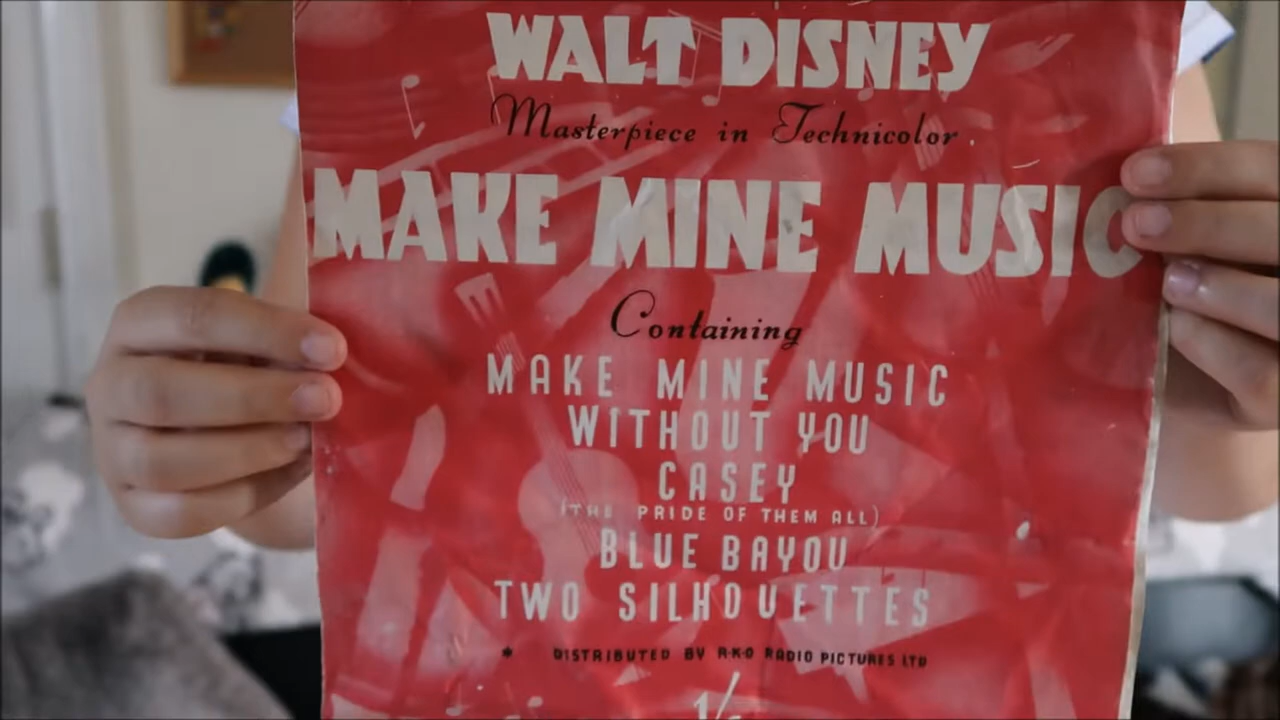 WALT DISNEY
Masterpiece in Technicolor.
MAKE MINE MUSIC
Containing
MAKE MINE MUSIC
WITHOUT YOU
CASEY
(THE PRIDE OF THEM ALL)
BLUE BAYOU
TWO SILHOUETTES
* DISTRIBUTED BY R·K·O RADIO PICTURES LTD